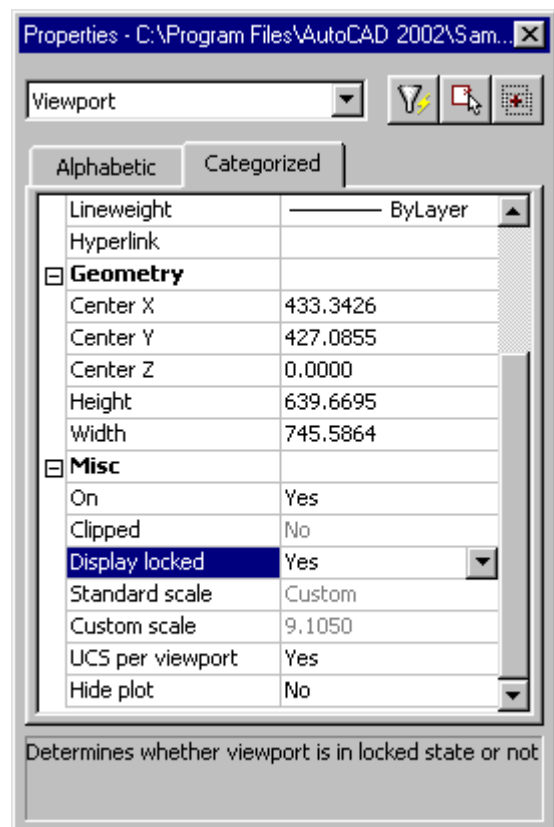 Properties - C:\Program Files\AutoCAD 2002\Sam...
Viewport
Alphabetic Categorized
Lineweight ByLayer
Hyperlink
Geometry
Center X 433.3426
Center Y 427.0855
Center Z 0.0000
Height 639.6695
Width 745.5864
Misc
On Yes
Clipped No
Display locked Yes
Standard scale Custom
Custom scale 9.1050
UCS per viewport Yes
Hide plot No
Determines whether viewport is in locked state or not